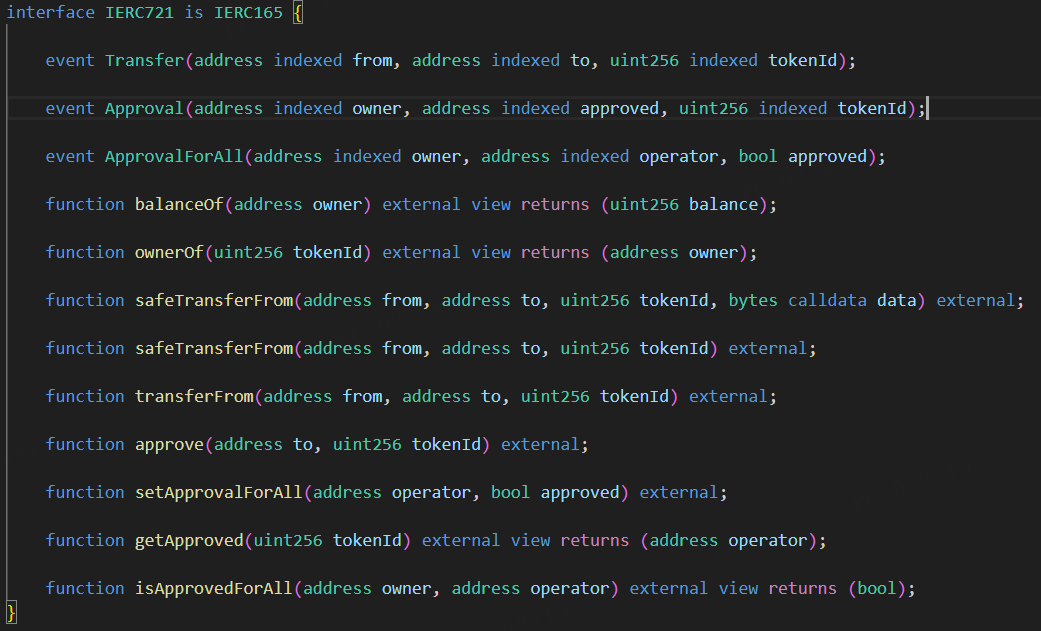 interface IERC721 is IERC165 {
event Transfer(address indexed from, address indexed to, uint256 indexed tokenId);
event Approval(address indexed owner, address indexed approved, uint256 indexed tokenId);
event ApprovalForAll(address indexed owner, address indexed operator, bool approved);
function balanceOf(address owner) external view returns (uint256 balance);
function ownerOf(uint256 tokenId) external view returns (address owner);
function safeTransferFrom(address from, address to, uint256 tokenId, bytes calldata data) external;
function safeTransferFrom(address from, address to, uint256 tokenId) external;
function transferFrom(address from, address to, uint256 tokenId) external;
function approve(address to, uint256 tokenId) external;
function setApprovalForAll(address operator, bool approved) external;
function getApproved(uint256 tokenId) external view returns (address operator);
function isApprovedForAll(address owner, address operator) external view returns (bool);
}